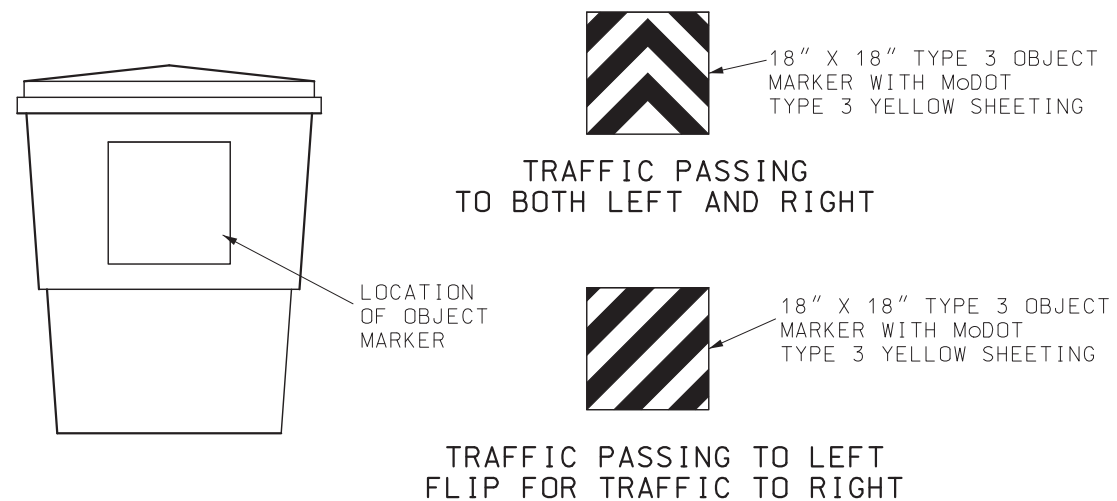 18" X 18" TYPE 3 OBJECT
MARKER WITH MoDOT
TYPE 3 YELLOW SHEETING
TRAFFIC PASSING
TO BOTH LEFT AND RIGHT
LOCATION
OF OBJECT
MARKER
18" X 18" TYPE 3 OBJECT
MARKER WITH MoDOT
TYPE 3 YELLOW SHEETING
TRAFFIC PASSING TO LEFT
FLIP FOR TRAFFIC TO RIGHT